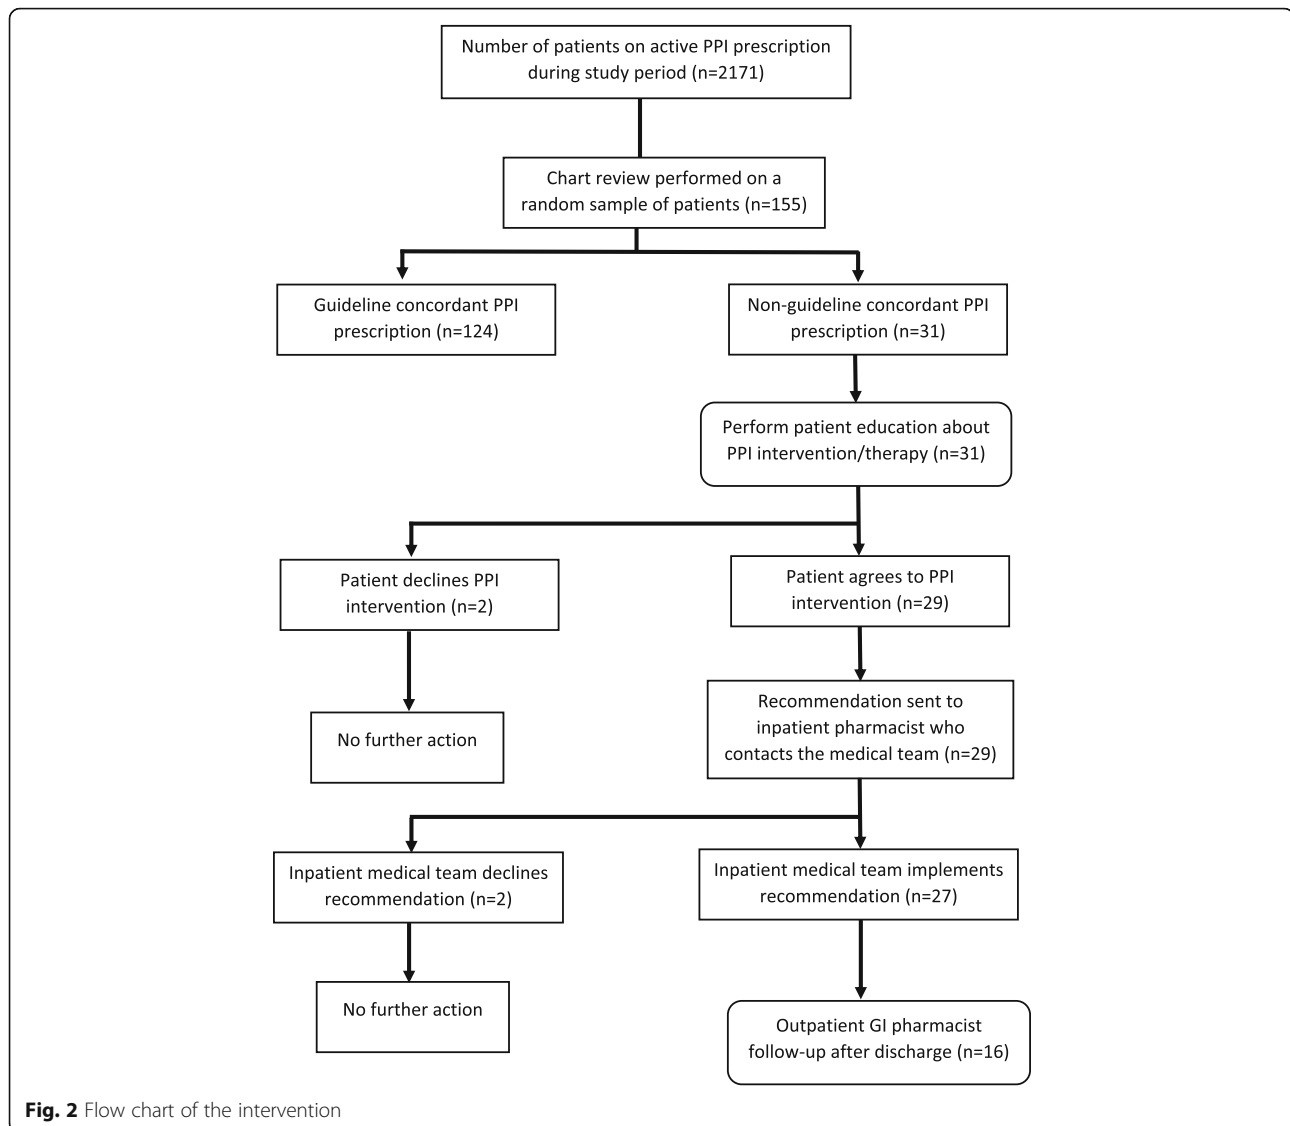 Number of patients on active PPI prescription
during study period (n=2171)
Chart review performed on a
random sample of patients (n=155)
Guideline concordant PPI
prescription (n=124)
Non-guideline concordant PPI
prescription (n=31)
Perform patient education about
PPI intervention/therapy (n=31)
Patient declines PPI
intervention (n=2)
Patient agrees to PPI
intervention (n=29)
No further action
Recommendation sent to
inpatient pharmacist who
contacts the medical team (n=29)
Inpatient medical team declines
recommendation (n=2)
Inpatient medical team implements
recommendation (n=27)
No further action
Outpatient GI pharmacist
follow-up after discharge (n=16)
Fig. 2 Flow chart of the intervention